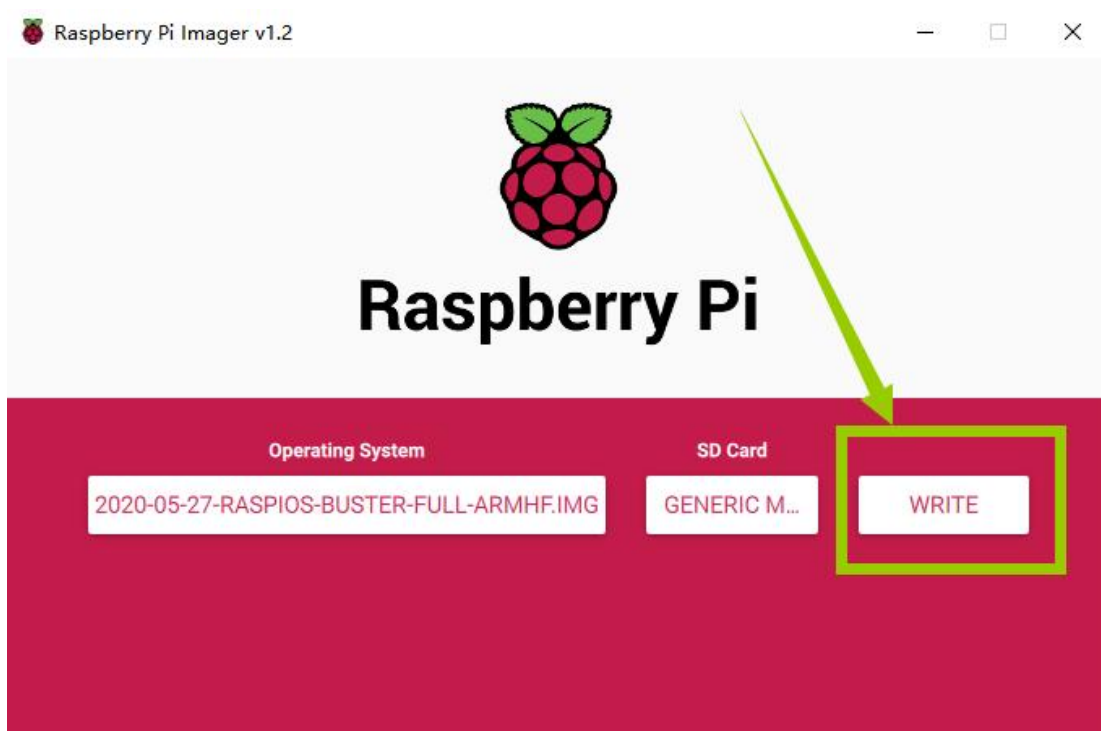 Raspberry Pi Imager v1.2
Raspberry Pi
Operating System
SD Card
2020-05-27-RASPIOS-BUSTER-FULL-ARMHF.IMG
GENERIC M...
WRITE